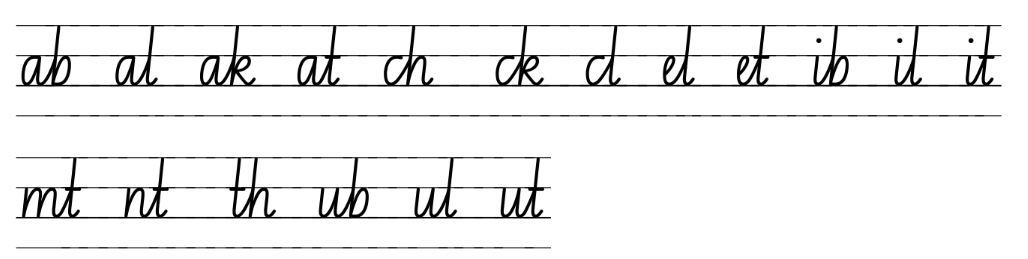 ab al ak at ch ck cl el et ib il it
mt nt th ub ul ut